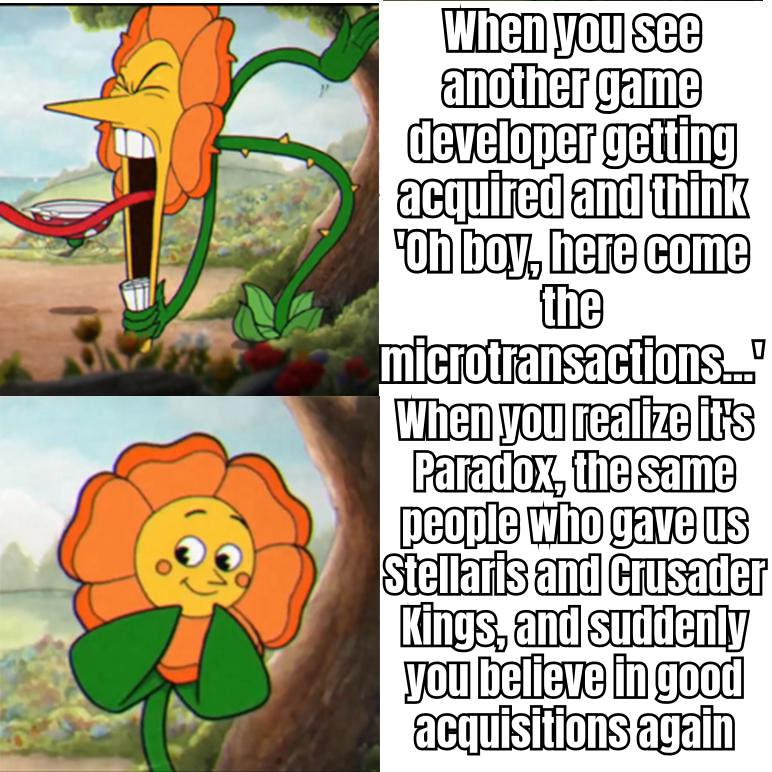 When you see
another game
developer getting
acquired and think
'Oh boy, here come
the
microtransactions...'
When you realize it's
Paradox, the same
people who gave us
Stellaris and Crusader
Kings, and suddenly
you believe in good
acquisitions again